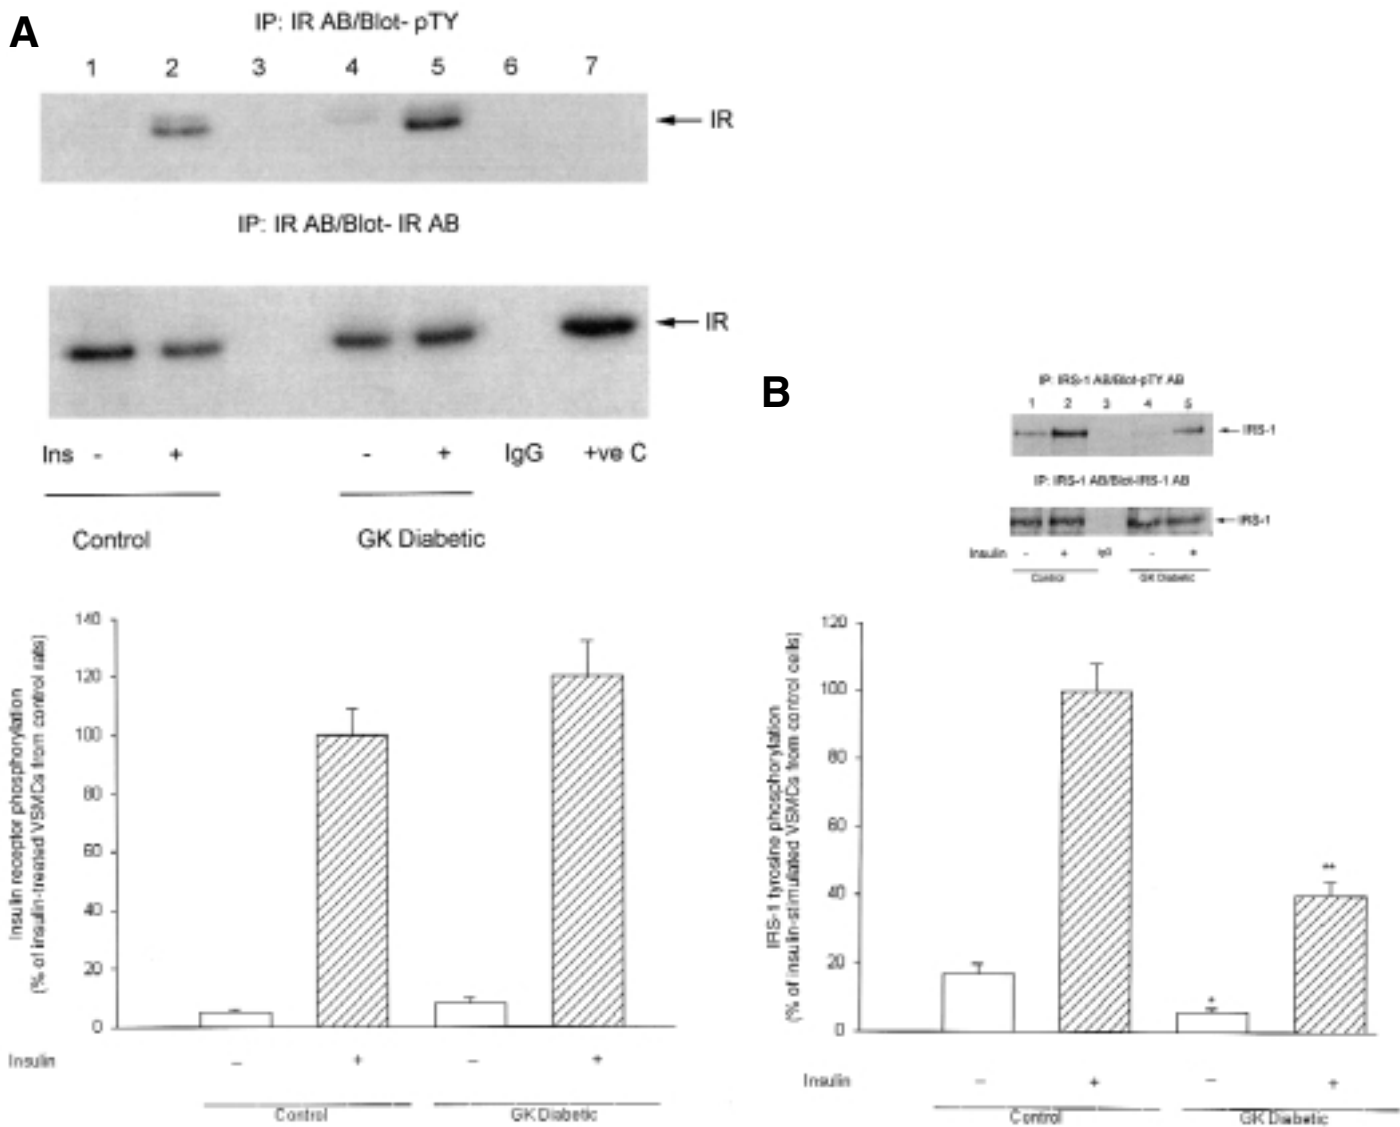 A
IP: IR AB/Blot- pTY
1 2 3 4 5 6 7
IR
IP: IR AB/Blot- IR AB
IR
Ins - + - + IgG +ve C
Control GK Diabetic
140
120
100
80
60
40
20
0
Insulin receptor phosphorylation
(% of insulin-treated VSMCs from control rats)
Insulin - + - +
Control GK Diabetic
B
IP: IRS-1 AB/Blot-pTY AB
1 2 3 4 5
IRS-1
IP: IRS-1 AB/Blot-IRS-1 AB
IRS-1
Insulin - + IgG - +
Control GK Diabetic
120
100
80
60
40
20
0
IRS-1 tyrosine phosphorylation
(% of insulin-stimulated VSMCs from control cells)
**
*
Insulin - + - +
Control GK Diabetic